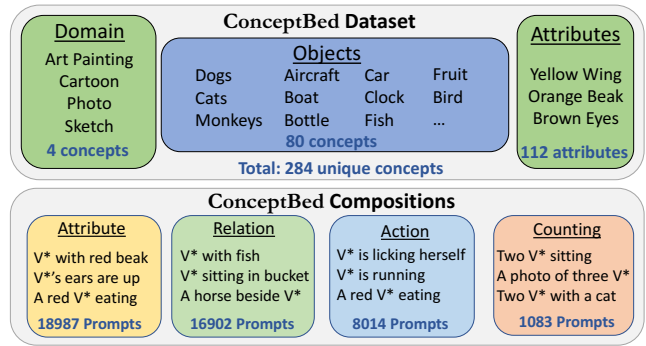 ConceptBed Dataset
Domain
Art Painting
Cartoon
Photo
Sketch
4 concepts
Objects
Dogs Aircraft Car Fruit
Cats Boat Clock Bird
Monkeys Bottle Fish ...
80 concepts
Attributes
Yellow Wing
Orange Beak
Brown Eyes
112 attributes
Total: 284 unique concepts
ConceptBed Compositions
Attribute
V* with red beak
V*'s ears are up
A red V* eating
18987 Prompts
Relation
V* with fish
V* sitting in bucket
A horse beside V*
16902 Prompts
Action
V* is licking herself
V* is running
A red V* eating
8014 Prompts
Counting
Two V* sitting
A photo of three V*
Two V* with a cat
1083 Prompts